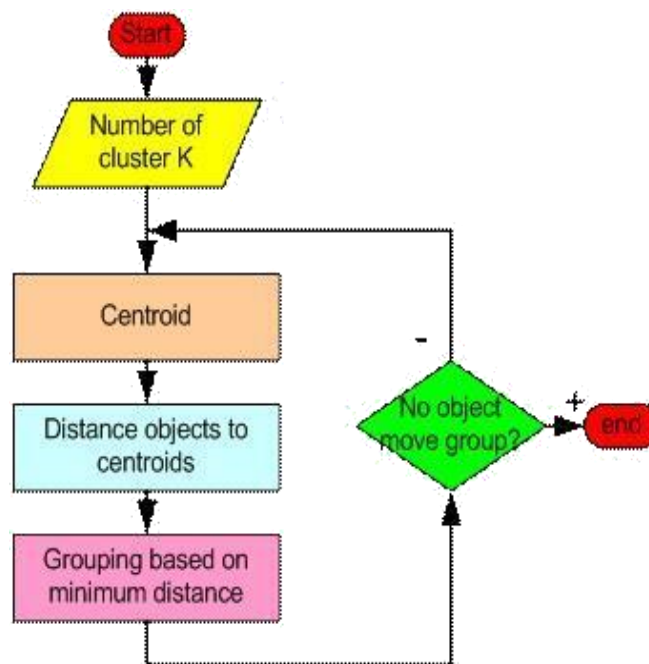 Start
Number of
cluster K
-
Centroid
No object
move group?
+
end
Distance objects to
centroids
Grouping based on
minimum distance